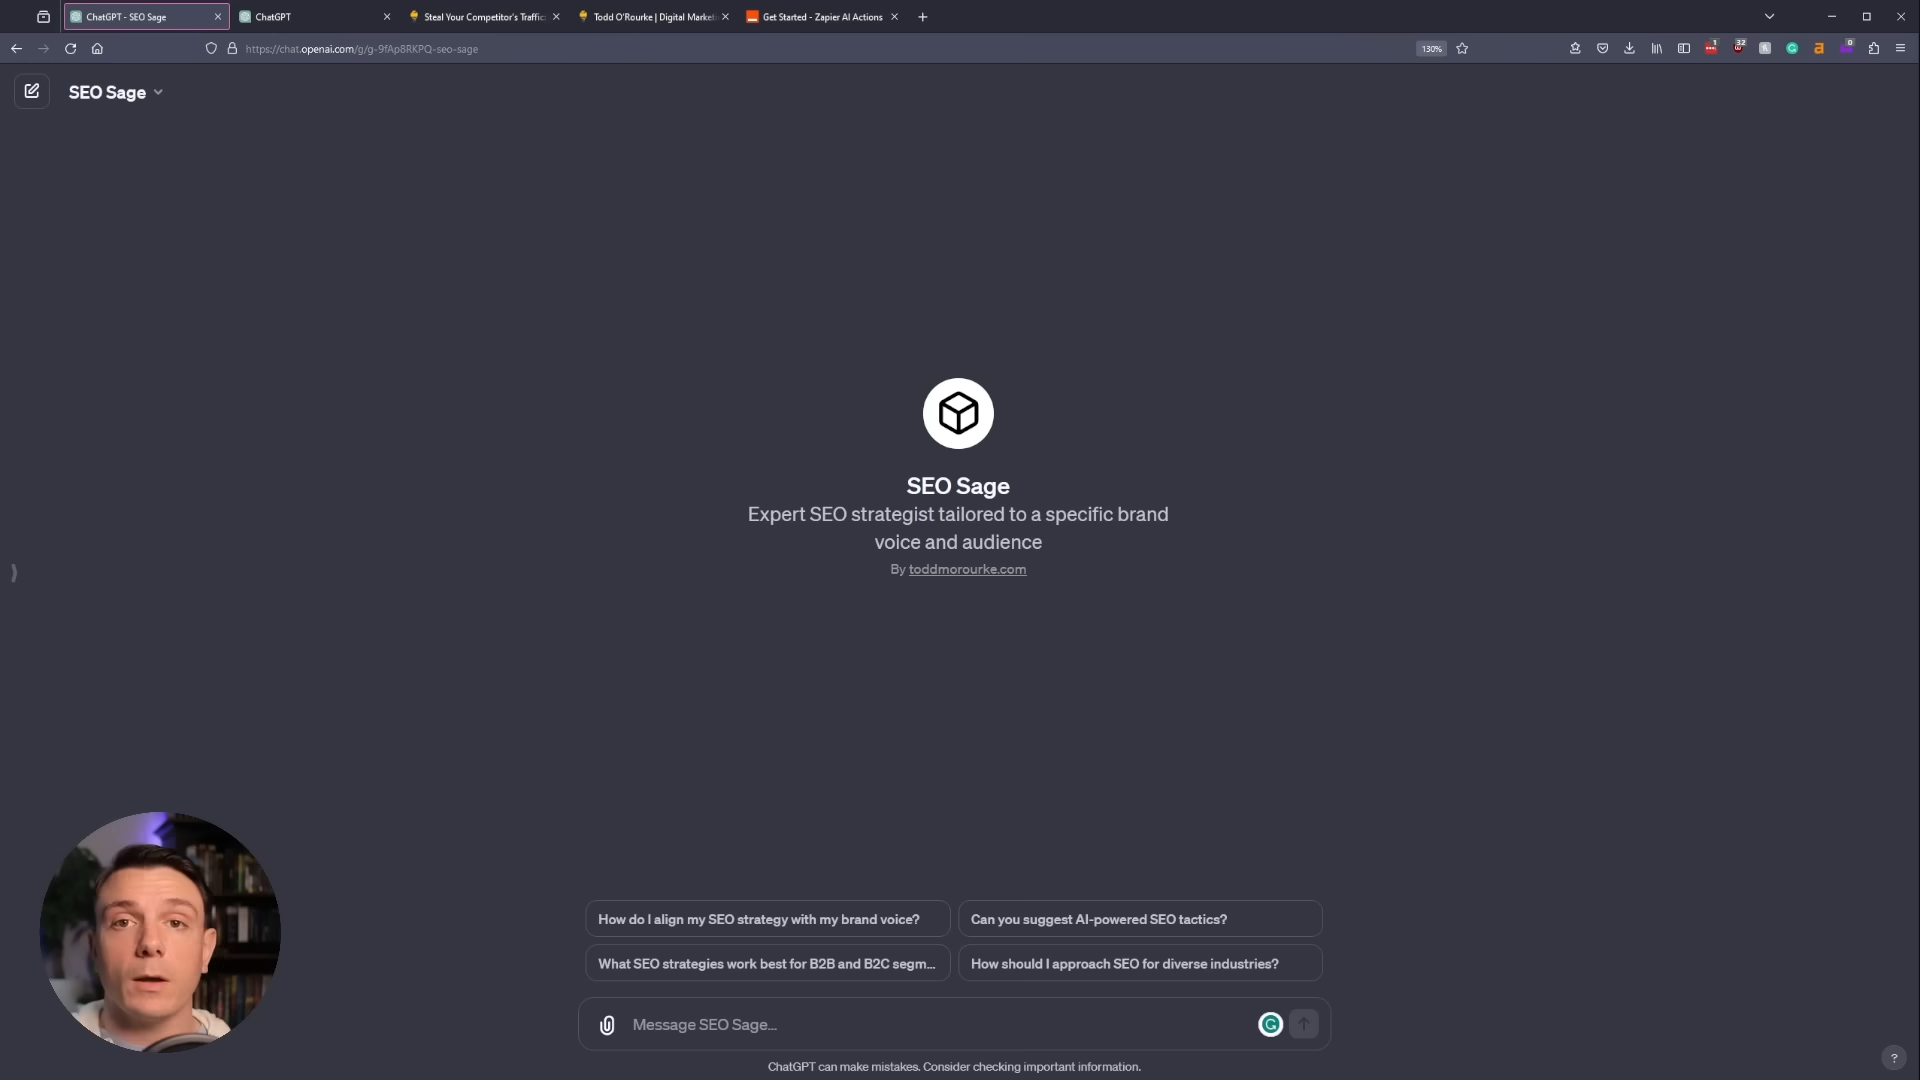 ChatGPT - SEO Sage
ChatGPT
Steal Your Competitor's Traffic:
Todd O'Rourke | Digital Market
Get Started - Zapier AI Actions
https://chat.openai.com/g/g-9fAp8RKPQ-seo-sage
130%
1
32
0
SEO Sage
SEO Sage
Expert SEO strategist tailored to a specific brand
voice and audience
By toddmorourke.com
How do I align my SEO strategy with my brand voice?
Can you suggest AI-powered SEO tactics?
What SEO strategies work best for B2B and B2C segm...
How should I approach SEO for diverse industries?
Message SEO Sage...
ChatGPT can make mistakes. Consider checking important information.
?